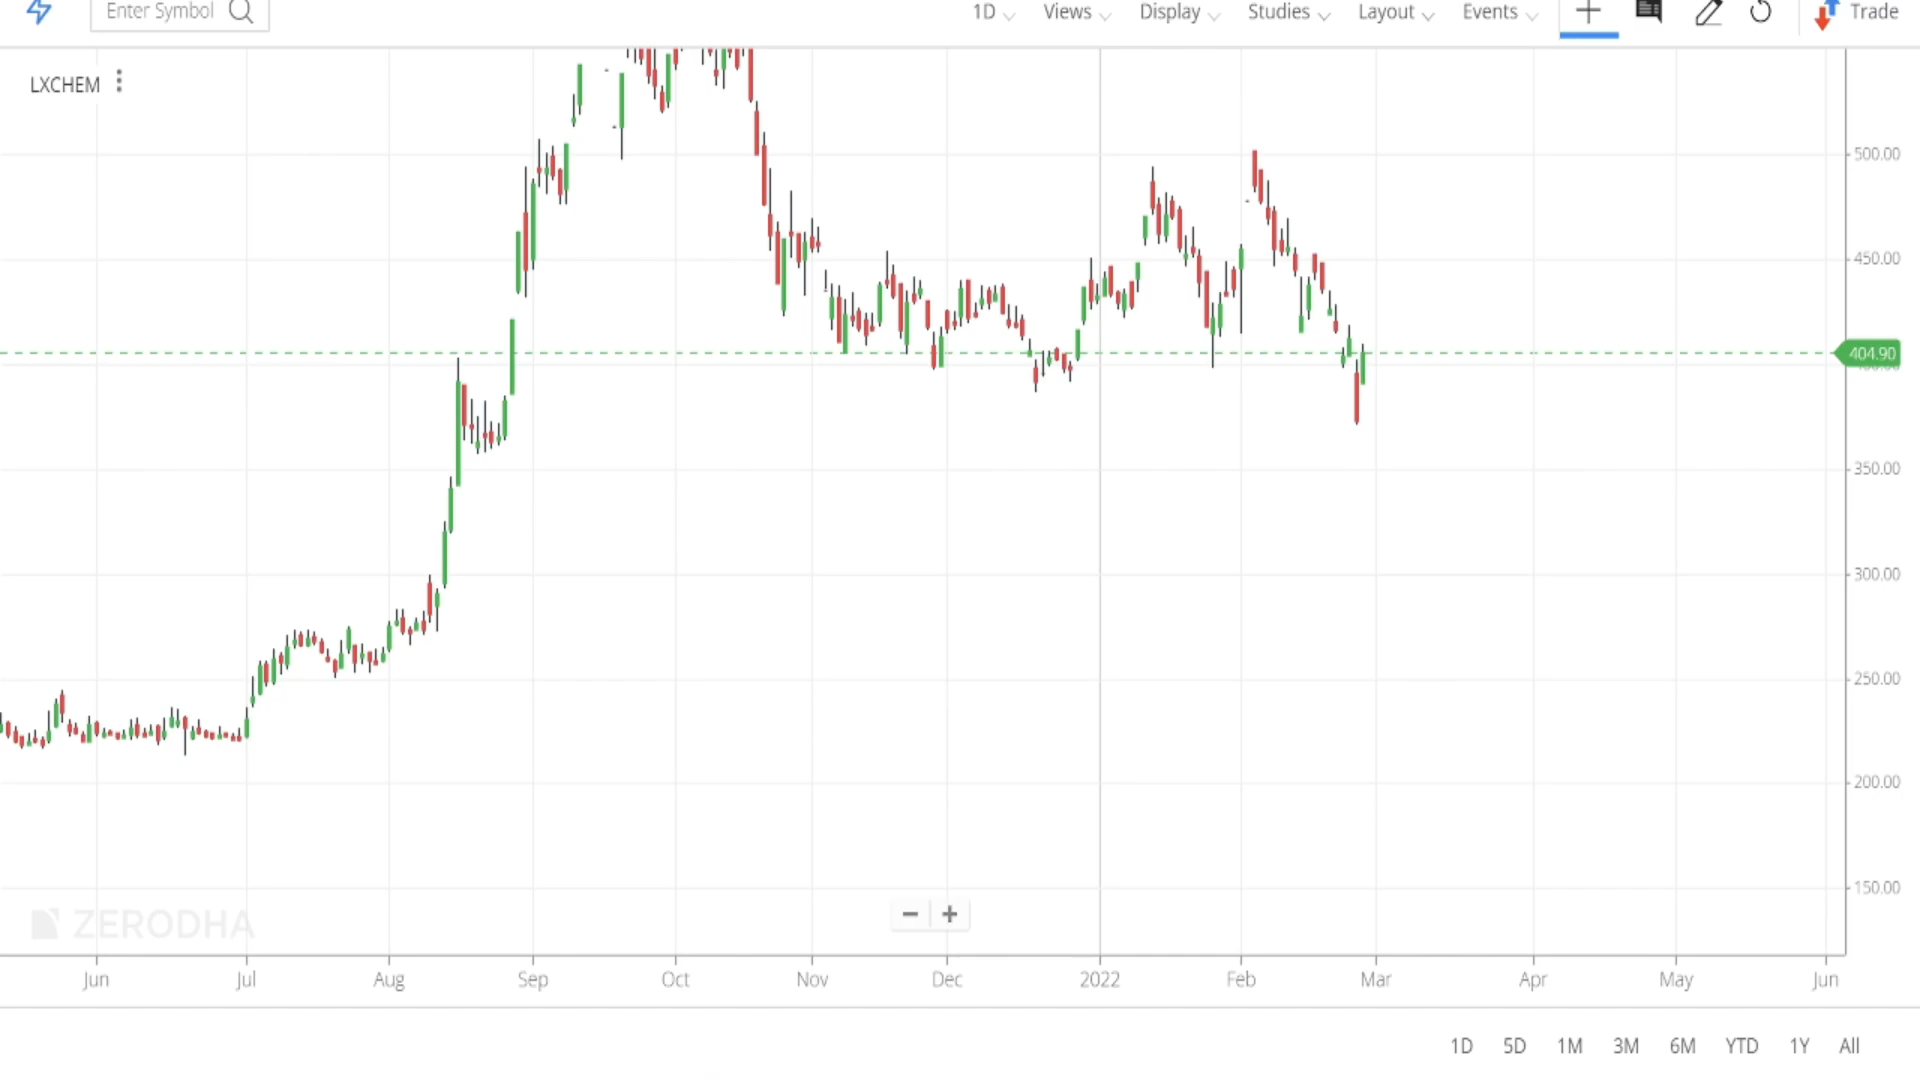 Enter Symbol 1D Views Display Studies Layout Events Trade
LXCHEM
500.00
450.00
404.90
350.00
300.00
250.00
200.00
150.00
ZERODHA
Jun Jul Aug Sep Oct Nov Dec 2022 Feb Mar Apr May Jun
1D 5D 1M 3M 6M YTD 1Y All